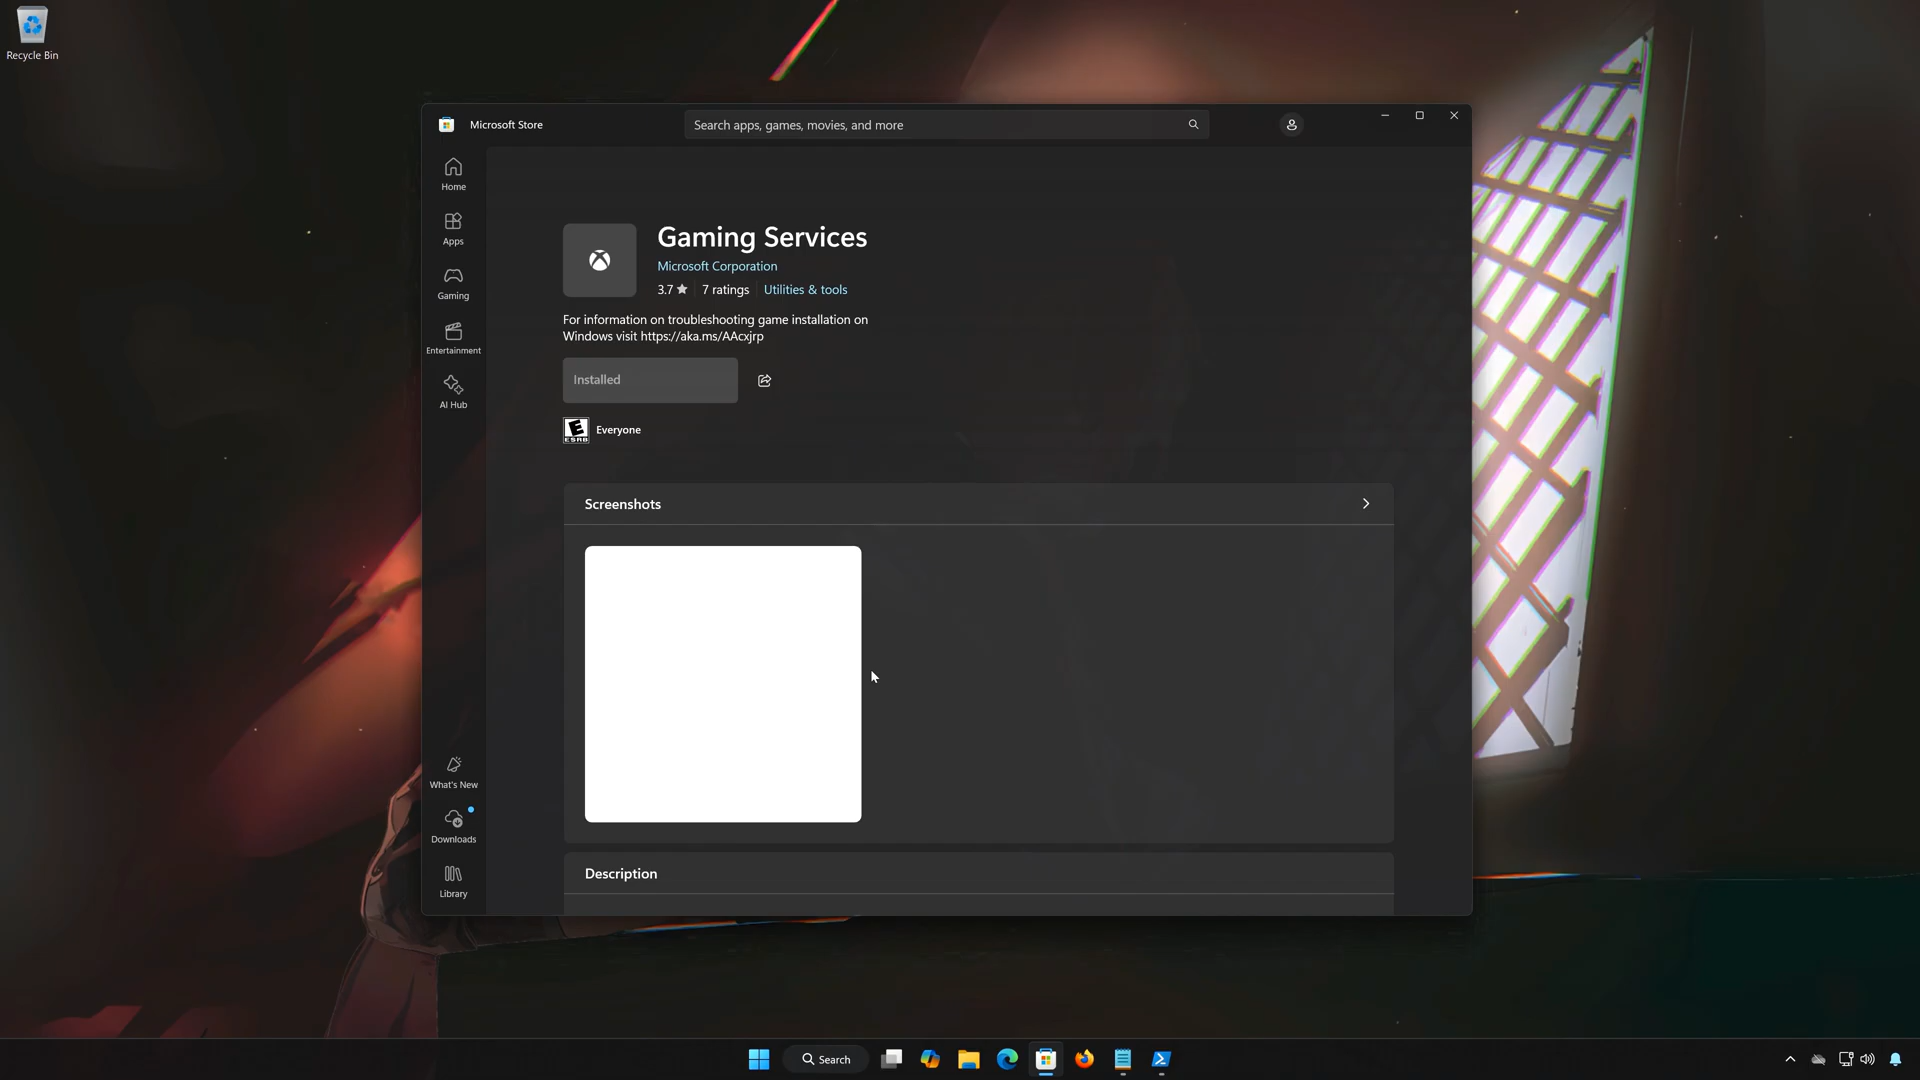 Recycle Bin
Microsoft Store
Search apps, games, movies, and more
Home
Apps
Gaming
Entertainment
AI Hub
What's New
Downloads
Library
Gaming Services
Microsoft Corporation
3.7 ★ 7 ratings Utilities & tools
For information on troubleshooting game installation on
Windows visit https://aka.ms/AAcxjrp
Installed
E
ESRB
Everyone
Screenshots
Description
Search